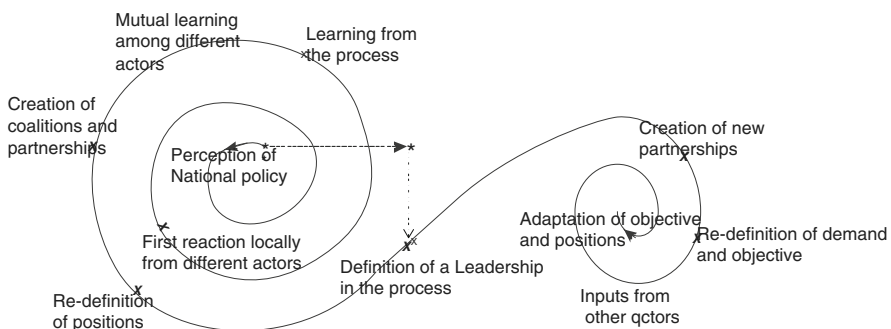 Mutual learning
among different
actors
Learning from
the process
Creation of
coalitions and
partnerships
Perception of
National policy
First reaction locally
from different actors
Re-definition
of positions
Definition of a Leadership
in the process
Creation of new
partnerships
Adaptation of objective
and positions
Re-definition of demand
and objective
Inputs from
other qctors